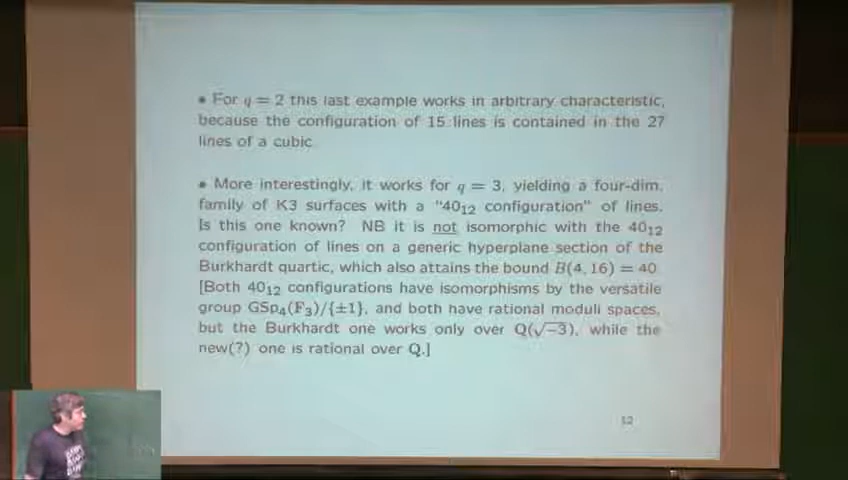 • For q = 2 this last example works in arbitrary characteristic,
because the configuration of 15 lines is contained in the 27
lines of a cubic.
• More interestingly, it works for q = 3, yielding a four-dim.
family of K3 surfaces with a "40₁₂ configuration" of lines.
Is this one known? NB it is not isomorphic with the 40₁₂
configuration of lines on a generic hyperplane section of the
Burkhardt quartic, which also attains the bound B(4, 16) = 40.
[Both 40₁₂ configurations have isomorphisms by the versatile
group GSp₄(F₃)/{±1}, and both have rational moduli spaces,
but the Burkhardt one works only over Q(√−3), while the
new(?) one is rational over Q.]
12